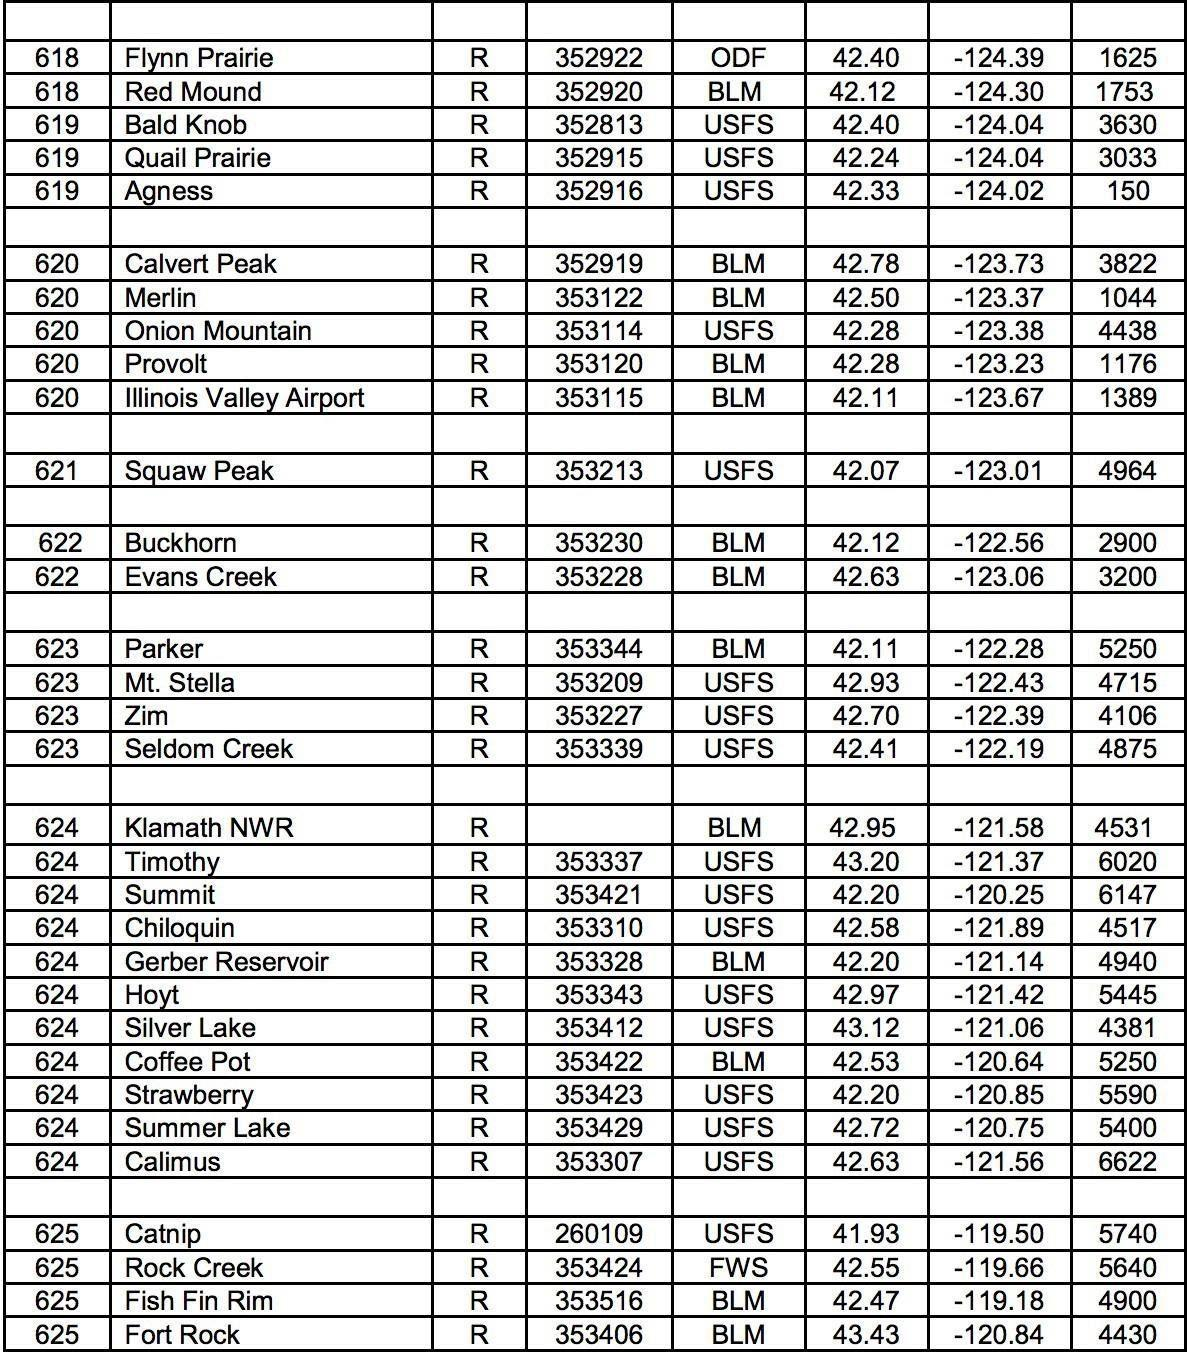 618 Flynn Prairie R 352922 ODF 42.40 -124.39 1625
618 Red Mound R 352920 BLM 42.12 -124.30 1753
619 Bald Knob R 352813 USFS 42.40 -124.04 3630
619 Quail Prairie R 352915 USFS 42.24 -124.04 3033
619 Agness R 352916 USFS 42.33 -124.02 150
620 Calvert Peak R 352919 BLM 42.78 -123.73 3822
620 Merlin R 353122 BLM 42.50 -123.37 1044
620 Onion Mountain R 353114 USFS 42.28 -123.38 4438
620 Provolt R 353120 BLM 42.28 -123.23 1176
620 Illinois Valley Airport R 353115 BLM 42.11 -123.67 1389
621 Squaw Peak R 353213 USFS 42.07 -123.01 4964
622 Buckhorn R 353230 BLM 42.12 -122.56 2900
622 Evans Creek R 353228 BLM 42.63 -123.06 3200
623 Parker R 353344 BLM 42.11 -122.28 5250
623 Mt. Stella R 353209 USFS 42.93 -122.43 4715
623 Zim R 353227 USFS 42.70 -122.39 4106
623 Seldom Creek R 353339 USFS 42.41 -122.19 4875
624 Klamath NWR R BLM 42.95 -121.58 4531
624 Timothy R 353337 USFS 43.20 -121.37 6020
624 Summit R 353421 USFS 42.20 -120.25 6147
624 Chiloquin R 353310 USFS 42.58 -121.89 4517
624 Gerber Reservoir R 353328 BLM 42.20 -121.14 4940
624 Hoyt R 353343 USFS 42.97 -121.42 5445
624 Silver Lake R 353412 USFS 43.12 -121.06 4381
624 Coffee Pot R 353422 BLM 42.53 -120.64 5250
624 Strawberry R 353423 USFS 42.20 -120.85 5590
624 Summer Lake R 353429 USFS 42.72 -120.75 5400
624 Calimus R 353307 USFS 42.63 -121.56 6622
625 Catnip R 260109 USFS 41.93 -119.50 5740
625 Rock Creek R 353424 FWS 42.55 -119.66 5640
625 Fish Fin Rim R 353516 BLM 42.47 -119.18 4900
625 Fort Rock R 353406 BLM 43.43 -120.84 4430